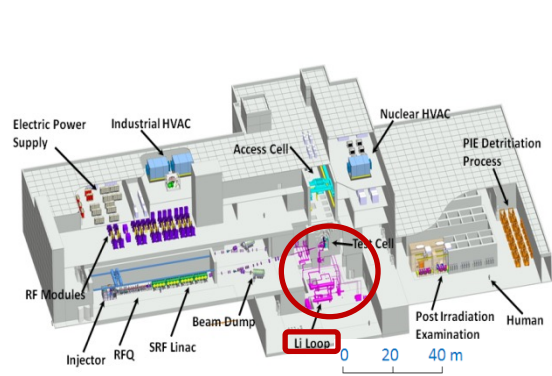 Nuclear HVAC
Electric Power
Supply
Industrial HVAC
Access Cell
PIE Detritiation
Process
Test Cell
RF Modules
Beam Dump
Post Irradiation
Examination
Human
Injector
RFQ
SRF Linac
Li Loop
0 20 40 m